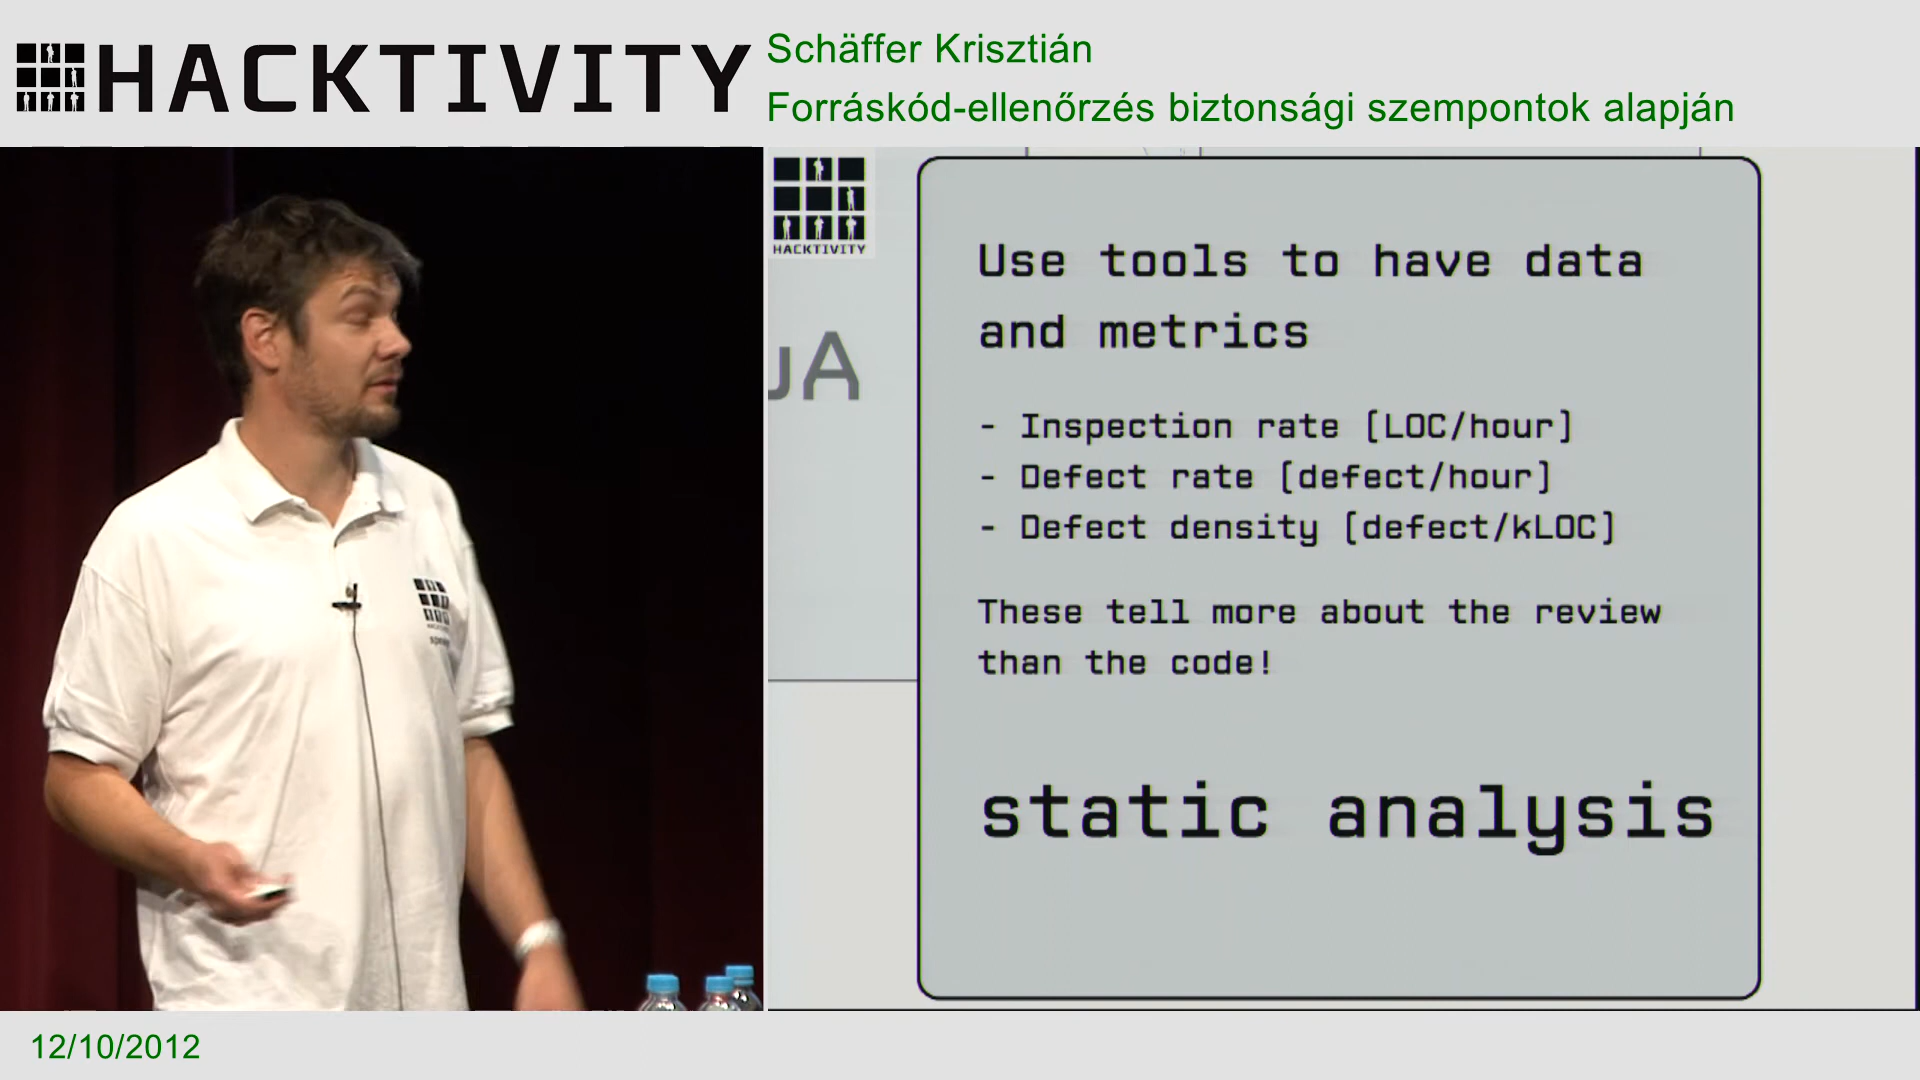 HACKTIVITY
Schäffer Krisztián
Forráskód-ellenőrzés biztonsági szempontok alapján
HACKTIVITY
Use tools to have data
and metrics
- Inspection rate [LOC/hour]
- Defect rate [defect/hour]
- Defect density [defect/kLOC]
These tell more about the review
than the code!
static analysis
12/10/2012